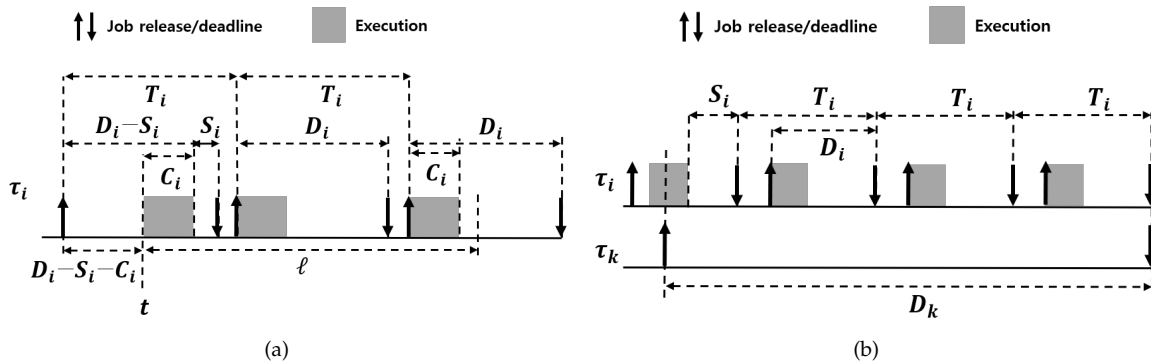 Job release/deadline Execution
T_i T_i
D_i−S_i S_i D_i D_i
C_i C_i
τ_i
D_i−S_i−C_i ℓ
t
(a)
Job release/deadline Execution
S_i T_i T_i T_i
D_i
τ_i
τ_k
D_k
(b)